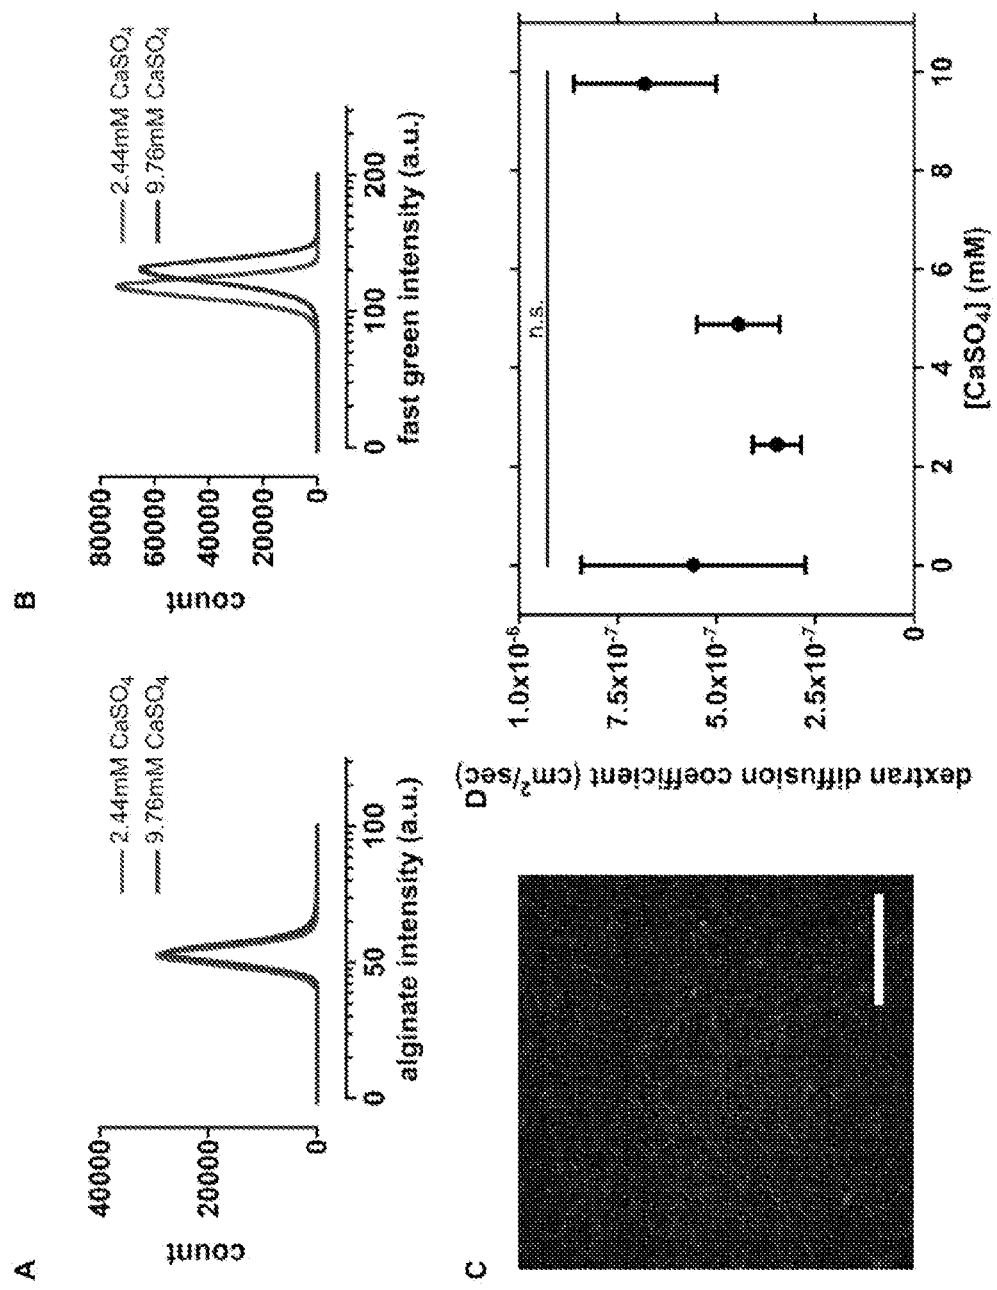 A
count
40000
20000
0
0
50
100
alginate intensity (a.u.)
2.44mM CaSO₄
9.76mM CaSO₄
B
count
80000
60000
40000
20000
0
0
100
200
fast green intensity (a.u.)
2.44mM CaSO₄
9.76mM CaSO₄
C
D
dextran diffusion coefficient (cm²/sec)
1.0x10⁻⁶
7.5x10⁻⁷
5.0x10⁻⁷
2.5x10⁻⁷
0
n.s.
0
2
4
6
8
10
[CaSO₄] (mM)